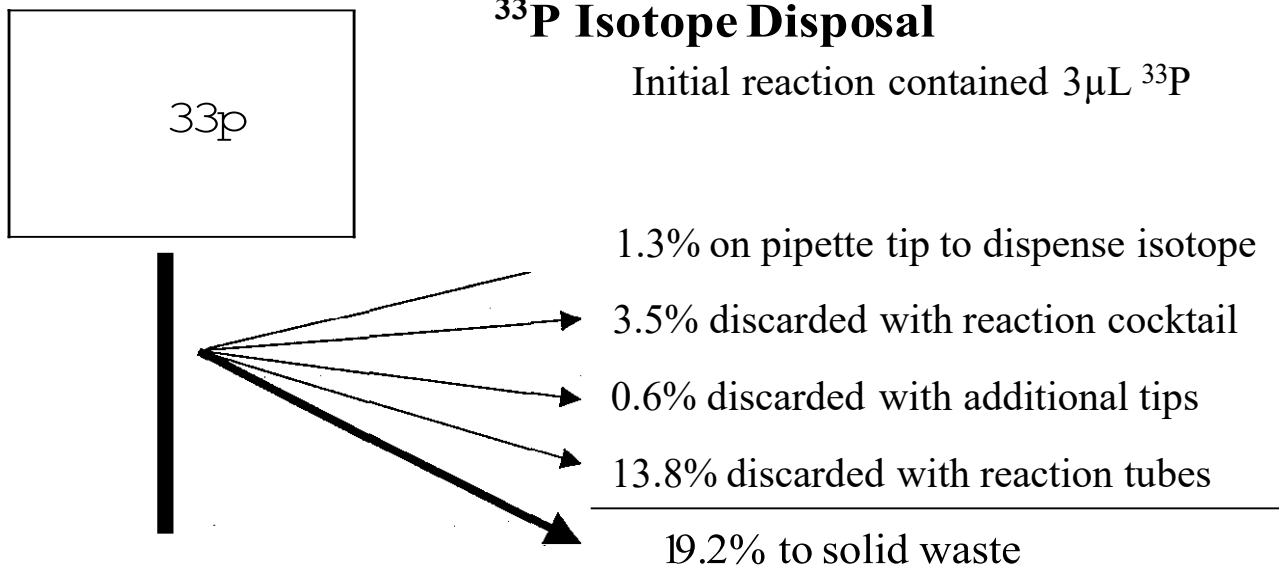 ³³P Isotope Disposal
Initial reaction contained 3µL ³³P
33p
1.3% on pipette tip to dispense isotope
3.5% discarded with reaction cocktail
0.6% discarded with additional tips
13.8% discarded with reaction tubes
19.2% to solid waste